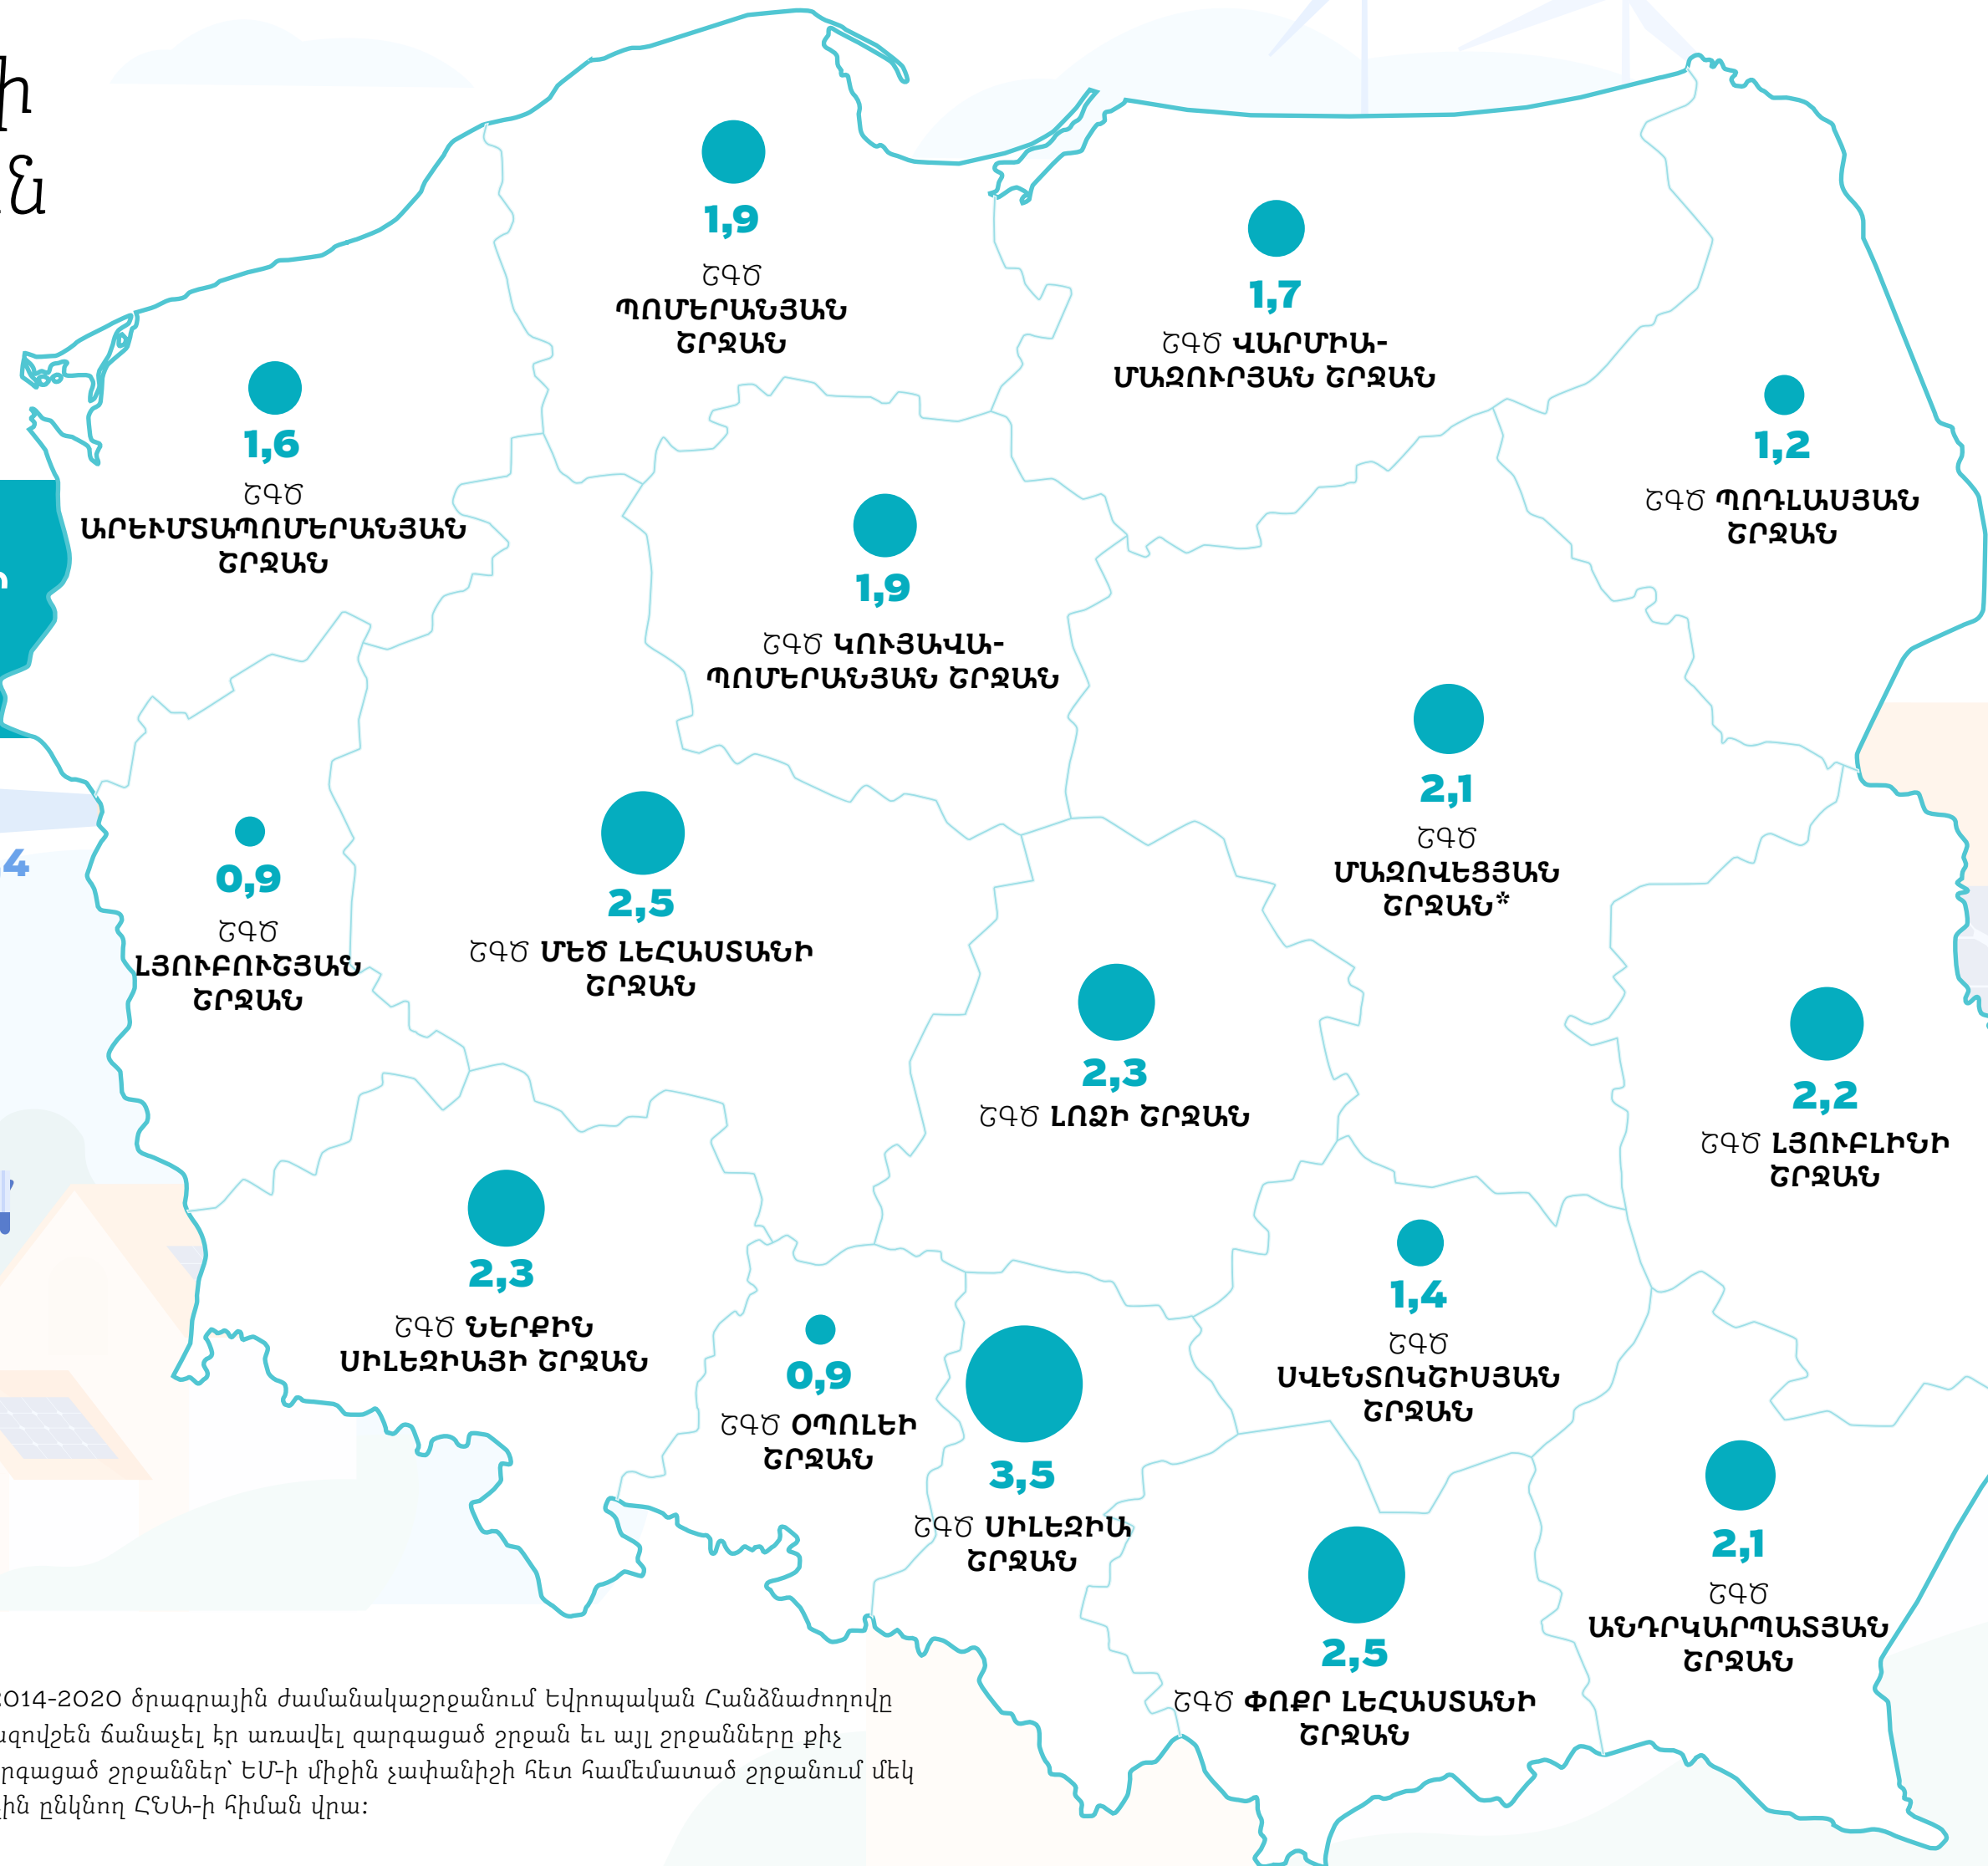 1,9
ՇԳԾ
ՊՈՄԵՐԱՆՅԱՆ
ՇՐՋԱՆ
1,7
ՇԳԾ ՎԱՐՄԻԱ-
ՄԱԶՈՒՐՅԱՆ ՇՐՋԱՆ
1,6
ՇԳԾ
ԱՐԵՒՄՏԱՊՈՄԵՐԱՆՅԱՆ
ՇՐՋԱՆ
1,2
ՇԳԾ ՊՈԴԼԱՍՅԱՆ
ՇՐՋԱՆ
1,9
ՇԳԾ ԿՈՒՅԱՎԱ-
ՊՈՄԵՐԱՆՅԱՆ ՇՐՋԱՆ
2,1
ՇԳԾ
ՄԱԶՈՎԵՑՅԱՆ
ՇՐՋԱՆ*
0,9
ՇԳԾ
ԼՅՈՒԲՈՒՇՅԱՆ
ՇՐՋԱՆ
2,5
ՇԳԾ ՄԵԾ ԼԵՀԱՍՏԱՆԻ
ՇՐՋԱՆ
2,3
ՇԳԾ ԼՈՁԻ ՇՐՋԱՆ
2,2
ՇԳԾ ԼՅՈՒԲԼԻՆԻ
ՇՐՋԱՆ
2,3
ՇԳԾ ՆԵՐՔԻՆ
ՍԻԼԵԶԻԱՅԻ ՇՐՋԱՆ
0,9
ՇԳԾ ՕՊՈԼԵԻ
ՇՐՋԱՆ
3,5
ՇԳԾ ՍԻԼԵԶԻԱ
ՇՐՋԱՆ
1,4
ՇԳԾ
ՍՎԵՆՏՈԿՇԻՍՅԱՆ
ՇՐՋԱՆ
2,5
ՇԳԾ ՓՈՔՐ ԼԵՀԱՍՏԱՆԻ
ՇՐՋԱՆ
2,1
ՇԳԾ
ԱՆԴՐԿԱՐՊԱՏՅԱՆ
ՇՐՋԱՆ
2014-2020 ծրագրային ժամանակաշրջանում Եվրոպական Հանձնաժողովը
ճանաչել էր առավել զարգացած շրջան եւ այլ շրջանները քիչ
շրջաններ՝ ԵՄ-ի միջին չափանիշի հետ համեմատած շրջանում մեկ
ընկնող ՀՆԱ-ի հիման վրա: